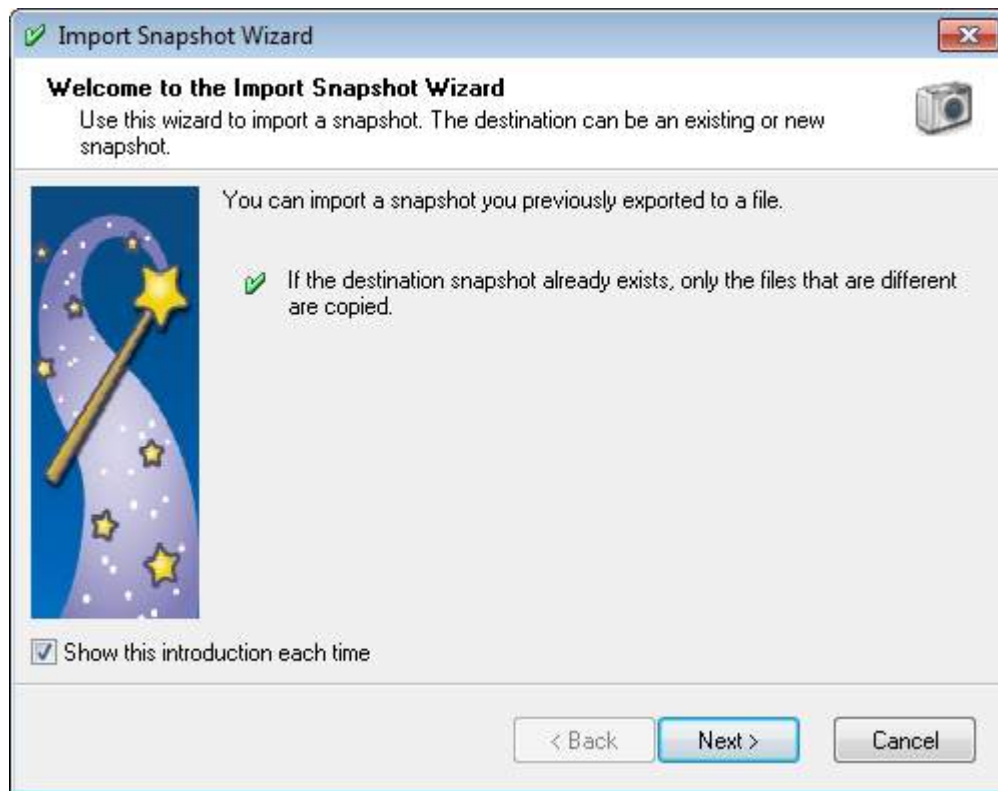 Import Snapshot Wizard
Welcome to the Import Snapshot Wizard
Use this wizard to import a snapshot. The destination can be an existing or new
snapshot.
You can import a snapshot you previously exported to a file.
If the destination snapshot already exists, only the files that are different
are copied.
Show this introduction each time
< Back
Next >
Cancel